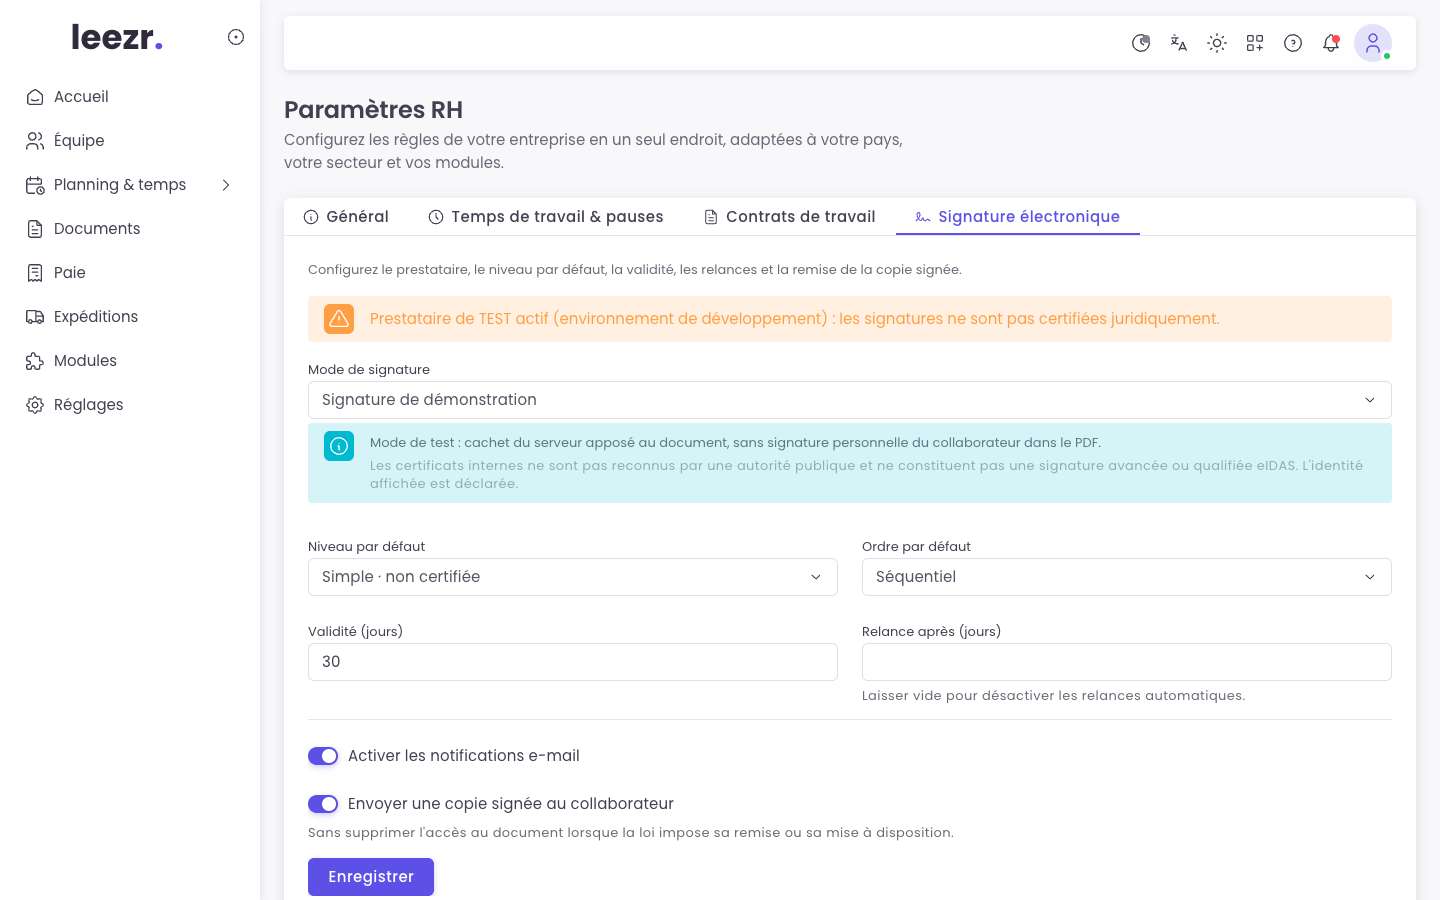 leezr.
Accueil
Équipe
Planning & temps
Documents
Paie
Expéditions
Modules
Réglages
Paramètres RH
Configurez les règles de votre entreprise en un seul endroit, adaptées à votre pays,
votre secteur et vos modules.
Général
Temps de travail & pauses
Contrats de travail
Signature électronique
Configurez le prestataire, le niveau par défaut, la validité, les relances et la remise de la copie signée.
Prestataire de TEST actif (environnement de développement) : les signatures ne sont pas certifiées juridiquement.
Mode de signature
Signature de démonstration
Mode de test : cachet du serveur apposé au document, sans signature personnelle du collaborateur dans le PDF.
Les certificats internes ne sont pas reconnus par une autorité publique et ne constituent pas une signature avancée ou qualifiée eIDAS. L'identité
affichée est déclarée.
Niveau par défaut
Simple · non certifiée
Ordre par défaut
Séquentiel
Validité (jours)
30
Relance après (jours)
Laisser vide pour désactiver les relances automatiques.
Activer les notifications e-mail
Envoyer une copie signée au collaborateur
Sans supprimer l'accès au document lorsque la loi impose sa remise ou sa mise à disposition.
Enregistrer